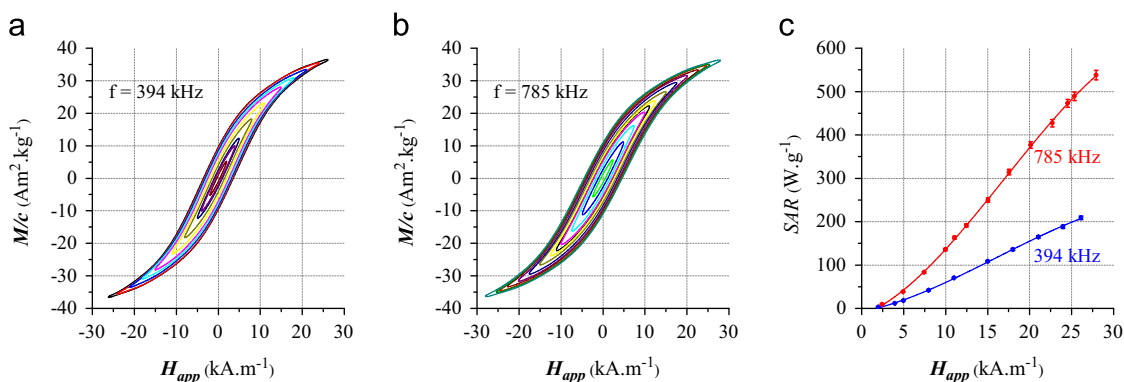 a
40
30
20
10
0
-10
-20
-30
-40
-30 -20 -10 0 10 20 30
M/c (Am².kg⁻¹)
H_app (kA.m⁻¹)
f = 394 kHz
b
40
30
20
10
0
-10
-20
-30
-40
-30 -20 -10 0 10 20 30
M/c (Am².kg⁻¹)
H_app (kA.m⁻¹)
f = 785 kHz
c
600
500
400
300
200
100
0
0 5 10 15 20 25 30
SAR (W.g⁻¹)
H_app (kA.m⁻¹)
785 kHz
394 kHz